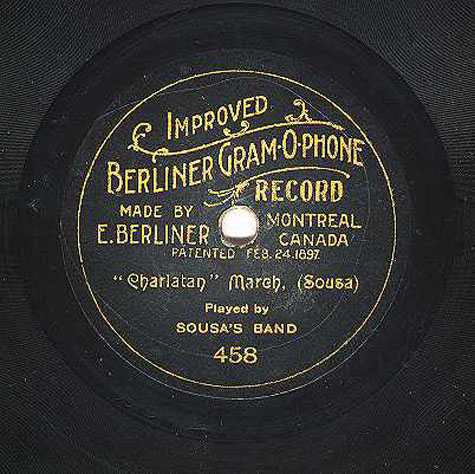 IMPROVED
BERLINER GRAM-O-PHONE
RECORD
MADE BY
E. BERLINER
MONTREAL
CANADA
PATENTED FEB. 24. 1897.
"Charlatan" March, (Sousa)
Played by
SOUSA'S BAND
458